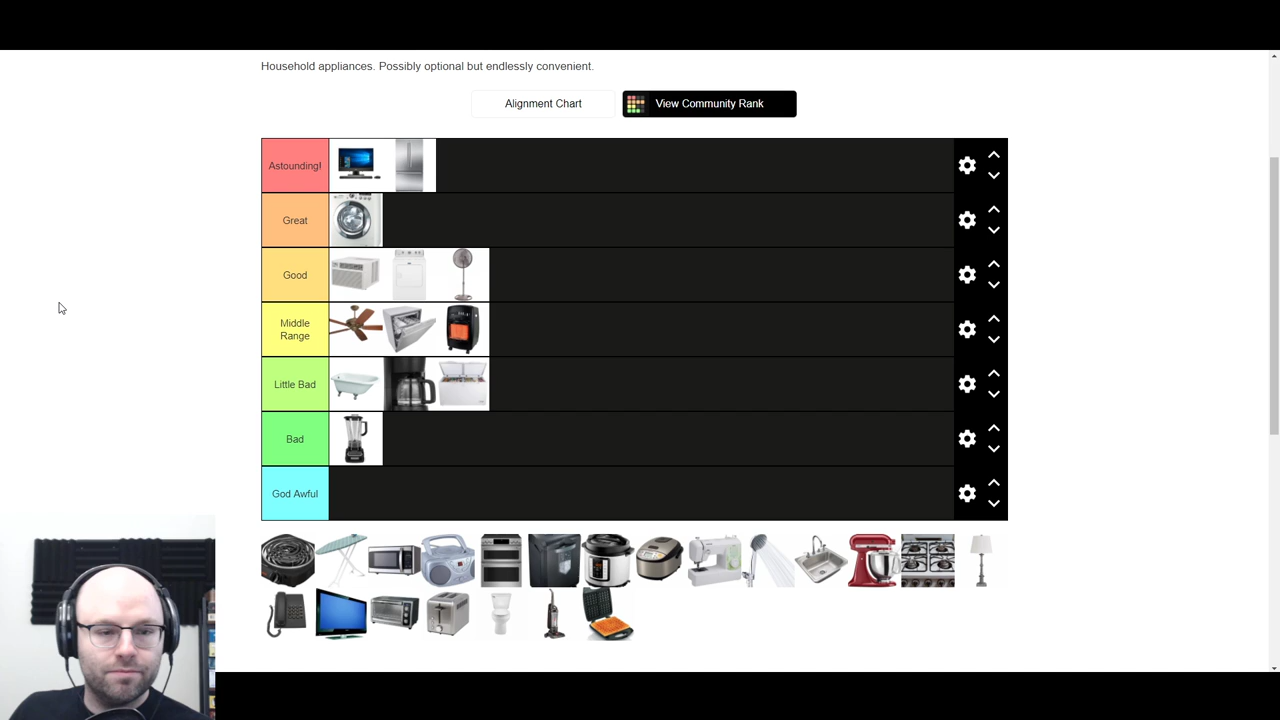 Household appliances. Possibly optional but endlessly convenient.
Alignment Chart
View Community Rank
Astounding!
Great
Good
Middle
Range
Little Bad
Bad
God Awful